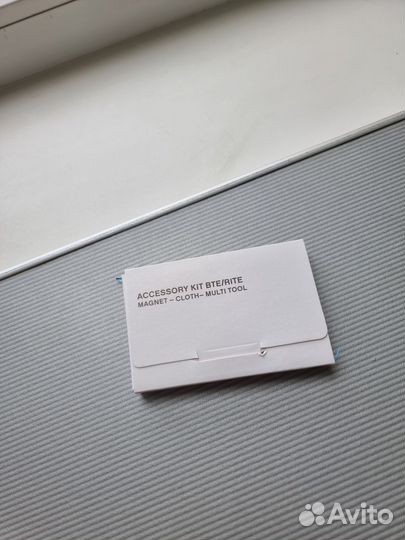 ACCESSORY KIT BTE/RITE
MAGNET – CLOTH – MULTI TOOL
Avito